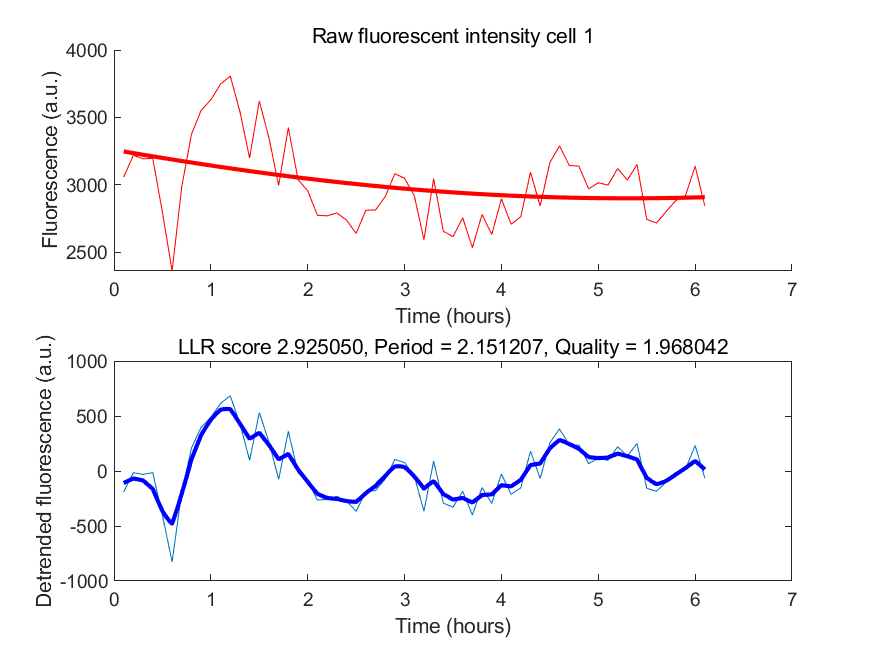 Raw fluorescent intensity cell 1
Fluorescence (a.u.)
4000
3500
3000
2500
0 1 2 3 4 5 6 7
Time (hours)
LLR score 2.925050, Period = 2.151207, Quality = 1.968042
Detrended fluorescence (a.u.)
1000
500
0
-500
-1000
0 1 2 3 4 5 6 7
Time (hours)